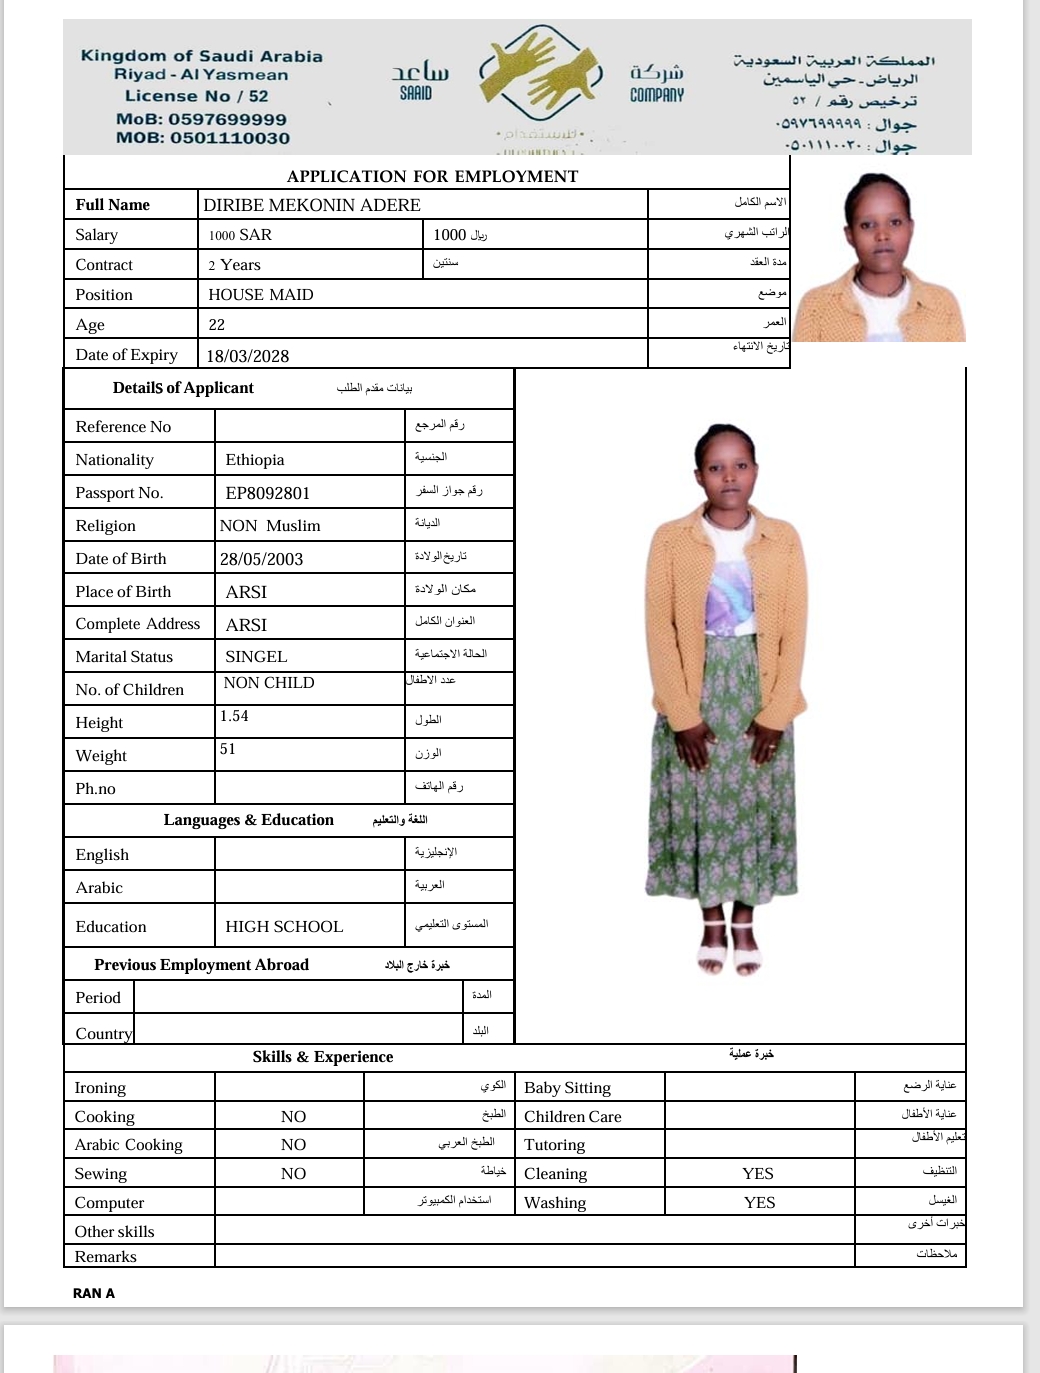 Kingdom of Saudi Arabia
Riyad - Al Yasmean
License No / 52
MoB: 0597699999
MOB: 0501110030
ساعد
SAAID
شركة
COMPANY
للاستقدام
المملكة العربية السعودية
الرياض - حي الياسمين
ترخيص رقم / ٥٢
جوال : ٠٥٩٧٦٩٩٩٩٩
جوال : ٠٥٠١١١٠٠٣٠
APPLICATION FOR EMPLOYMENT
Full Name DIRIBE MEKONIN ADERE الاسم الكامل
Salary 1000 SAR 1000 ريال الراتب الشهري
Contract 2 Years سنتين مدة العقد
Position HOUSE MAID موضع
Age 22 العمر
Date of Expiry 18/03/2028 تاريخ الانتهاء
Details of Applicant بيانات مقدم الطلب
Reference No رقم المرجع
Nationality Ethiopia الجنسية
Passport No. EP8092801 رقم جواز السفر
Religion NON Muslim الديانة
Date of Birth 28/05/2003 تاريخ الولادة
Place of Birth ARSI مكان الولادة
Complete Address ARSI العنوان الكامل
Marital Status SINGEL الحالة الاجتماعية
No. of Children NON CHILD عدد الاطفال
Height 1.54 الطول
Weight 51 الوزن
Ph.no رقم الهاتف
Languages & Education اللغة والتعليم
English الإنجليزية
Arabic العربية
Education HIGH SCHOOL المستوى التعليمي
Previous Employment Abroad خبرة خارج البلاد
Period المدة
Country البلد
Skills & Experience خبرة عملية
Ironing الكوي Baby Sitting عناية الرضع
Cooking NO الطبخ Children Care عناية الأطفال
Arabic Cooking NO الطبخ العربي Tutoring تعليم الأطفال
Sewing NO خياطة Cleaning YES التنظيف
Computer استخدام الكمبيوتر Washing YES الغيسل
Other skills خبرات أخرى
Remarks ملاحظات
RAN A